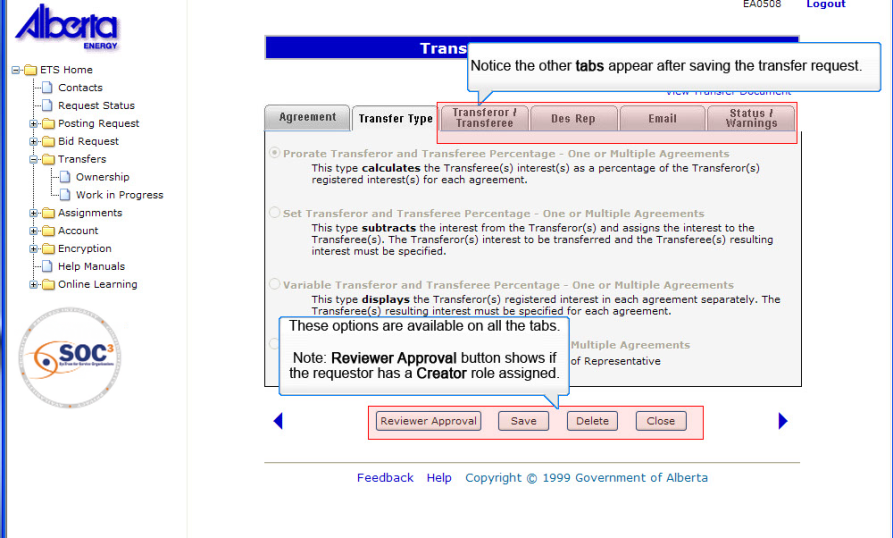 EA0508 Logout
Alberta
ENERGY
ETS Home
Contacts
Request Status
Posting Request
Bid Request
Transfers
Ownership
Work in Progress
Assignments
Account
Encryption
Help Manuals
Online Learning
SOC3
Trans
Notice the other tabs appear after saving the transfer request.
View Transfer Document
Agreement
Transfer Type
Transferor /
Transferee
Des Rep
Email
Status /
Warnings
Prorate Transferor and Transferee Percentage - One or Multiple Agreements
This type calculates the Transferee(s) interest(s) as a percentage of the Transferor(s)
registered interest(s) for each agreement.
Set Transferor and Transferee Percentage - One or Multiple Agreements
This type subtracts the interest from the Transferor(s) and assigns the interest to the
Transferee(s). The Transferor(s) interest to be transferred and the Transferee(s) resulting
interest must be specified.
Variable Transferor and Transferee Percentage - One or Multiple Agreements
This type displays the Transferor(s) registered interest in each agreement separately. The
Transferee(s) resulting interest must be specified for each agreement.
Multiple Agreements
of Representative
These options are available on all the tabs.
Note: Reviewer Approval button shows if
the requestor has a Creator role assigned.
Reviewer Approval
Save
Delete
Close
Feedback Help Copyright © 1999 Government of Alberta